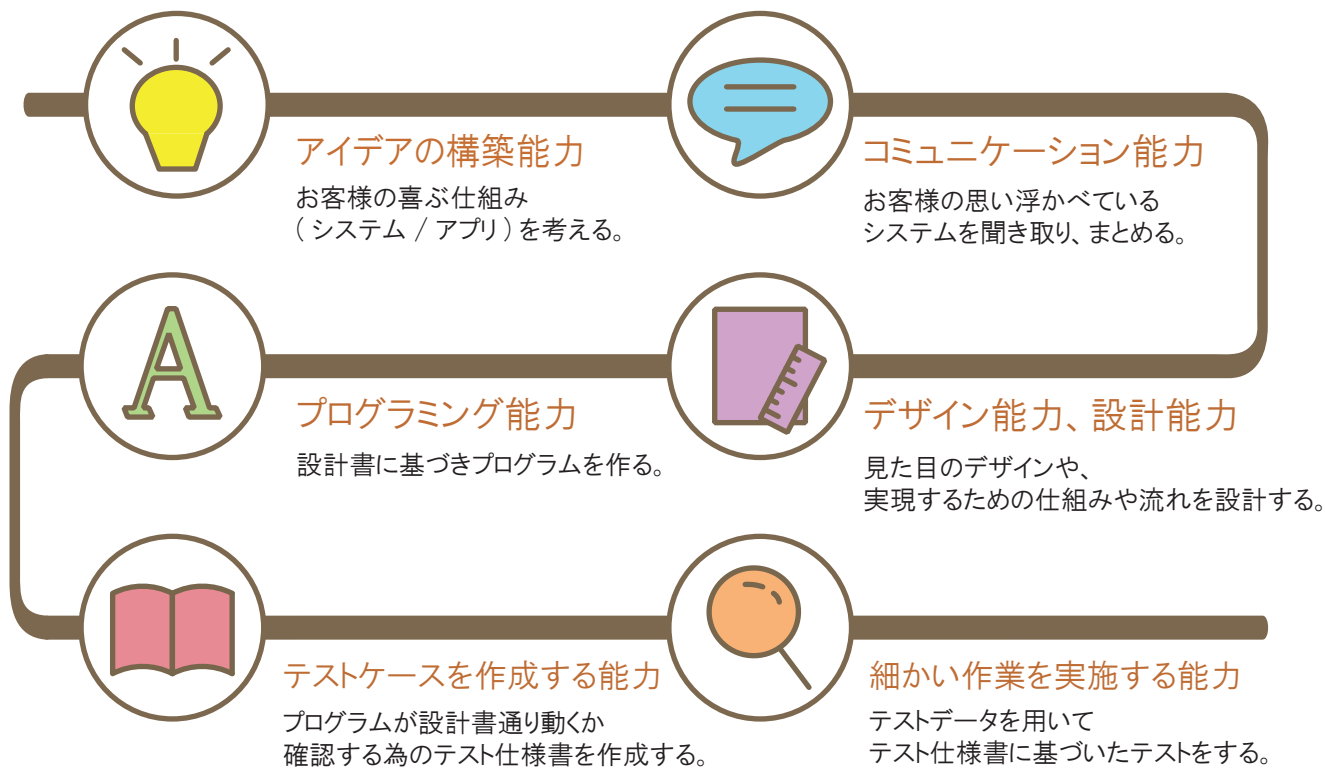 アイデアの構築能力
お客様の喜ぶ仕組み
(システム / アプリ)を考える。
コミュニケーション能力
お客様の思い浮かべている
システムを聞き取り、まとめる。
デザイン能力、設計能力
見た目のデザインや、
実現するための仕組みや流れを設計する。
A
プログラミング能力
設計書に基づきプログラムを作る。
テストケースを作成する能力
プログラムが設計書通り動くか
確認する為のテスト仕様書を作成する。
細かい作業を実施する能力
テストデータを用いて
テスト仕様書に基づいたテストをする。